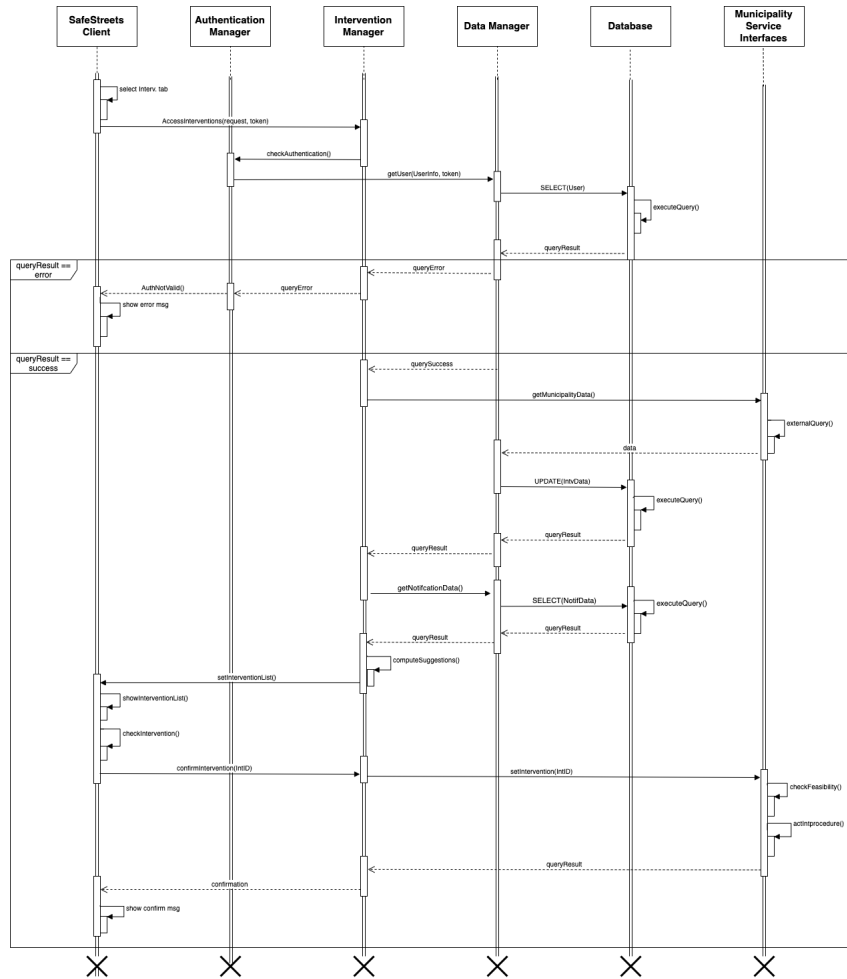 SafeStreets
Client
Authentication
Manager
Intervention
Manager
Data Manager
Database
Municipality
Service
Interfaces
select Interv. tab
AccessInterventions(request, token)
checkAuthentication()
getUser(UserInfo, token)
SELECT(User)
executeQuery()
queryResult
queryResult ==
error
queryError
queryError
AuthNotValid()
show error msg
queryResult ==
success
querySuccess
getMunicipalityData()
externalQuery()
data
UPDATE(IntvData)
executeQuery()
queryResult
queryResult
getNotifcationData()
SELECT(NotifData)
executeQuery()
queryResult
queryResult
computeSuggestions()
setInterventionList()
showInterventionList()
checkIntervention()
confirmIntervention(IntID)
setIntervention(IntID)
checkFeasibility()
actIntprocedure()
queryResult
confirmation
show confirm msg